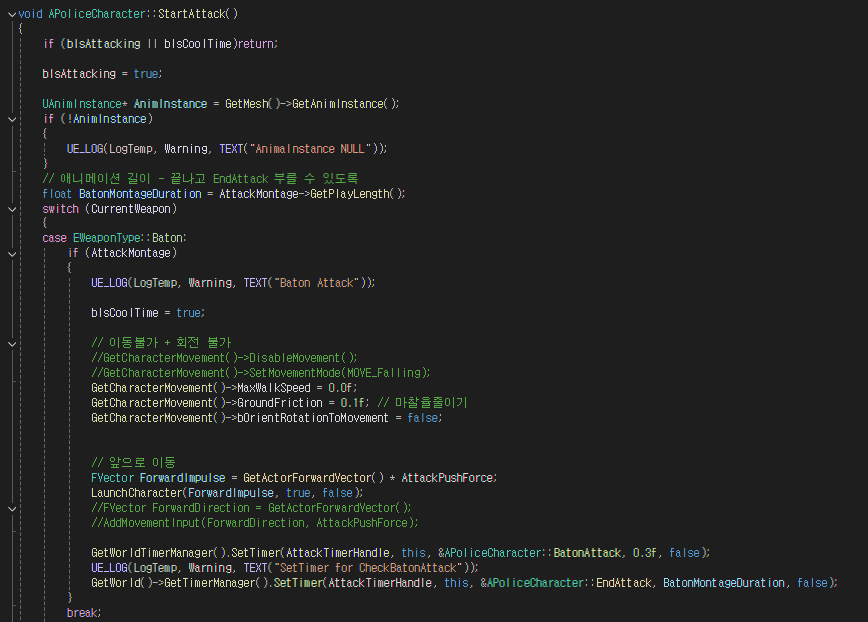 void APoliceCharacter::StartAttack()
{
if (bIsAttacking || bIsCoolTime)return;
bIsAttacking = true;
UAnimInstance* AnimInstance = GetMesh()->GetAnimInstance();
if (!AnimInstance)
{
UE_LOG(LogTemp, Warning, TEXT("AnimaInstance NULL"));
}
// 애니메이션 길이 - 끝나고 EndAttack 부를 수 있도록
float BatonMontageDuration = AttackMontage->GetPlayLength();
switch (CurrentWeapon)
{
case EWeaponType::Baton:
if (AttackMontage)
{
UE_LOG(LogTemp, Warning, TEXT("Baton Attack"));
bIsCoolTime = true;
// 이동불가 + 회전 불가
//GetCharacterMovement()->DisableMovement();
//GetCharacterMovement()->SetMovementMode(MOVE_Falling);
GetCharacterMovement()->MaxWalkSpeed = 0.0f;
GetCharacterMovement()->GroundFriction = 0.1f; // 마찰율줄이기
GetCharacterMovement()->bOrientRotationToMovement = false;
// 앞으로 이동
FVector ForwardImpulse = GetActorForwardVector() * AttackPushForce;
LaunchCharacter(ForwardImpulse, true, false);
//FVector ForwardDirection = GetActorForwardVector();
//AddMovementInput(ForwardDirection, AttackPushForce);
GetWorldTimerManager().SetTimer(AttackTimerHandle, this, &APoliceCharacter::BatonAttack, 0.3f, false);
UE_LOG(LogTemp, Warning, TEXT("SetTimer for CheckBatonAttack"));
GetWorld()->GetTimerManager().SetTimer(AttackTimerHandle, this, &APoliceCharacter::EndAttack, BatonMontageDuration, false);
}
break;